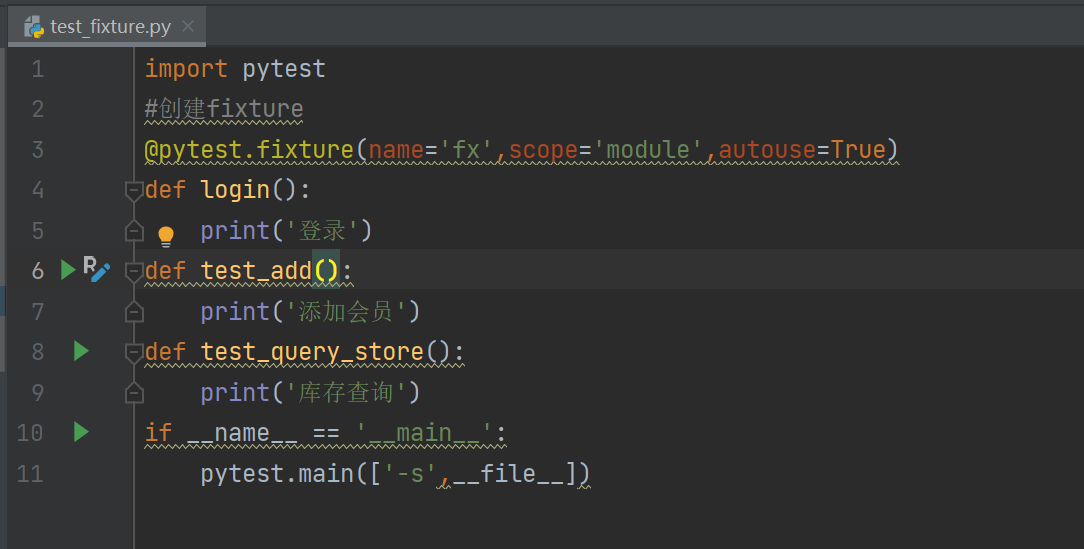 test_fixture.py
1 import pytest
2 #创建fixture
3 @pytest.fixture(name='fx',scope='module',autouse=True)
4 def login():
5     print('登录')
6 def test_add():
7     print('添加会员')
8 def test_query_store():
9     print('库存查询')
10 if __name__ == '__main__':
11     pytest.main(['-s',__file__])